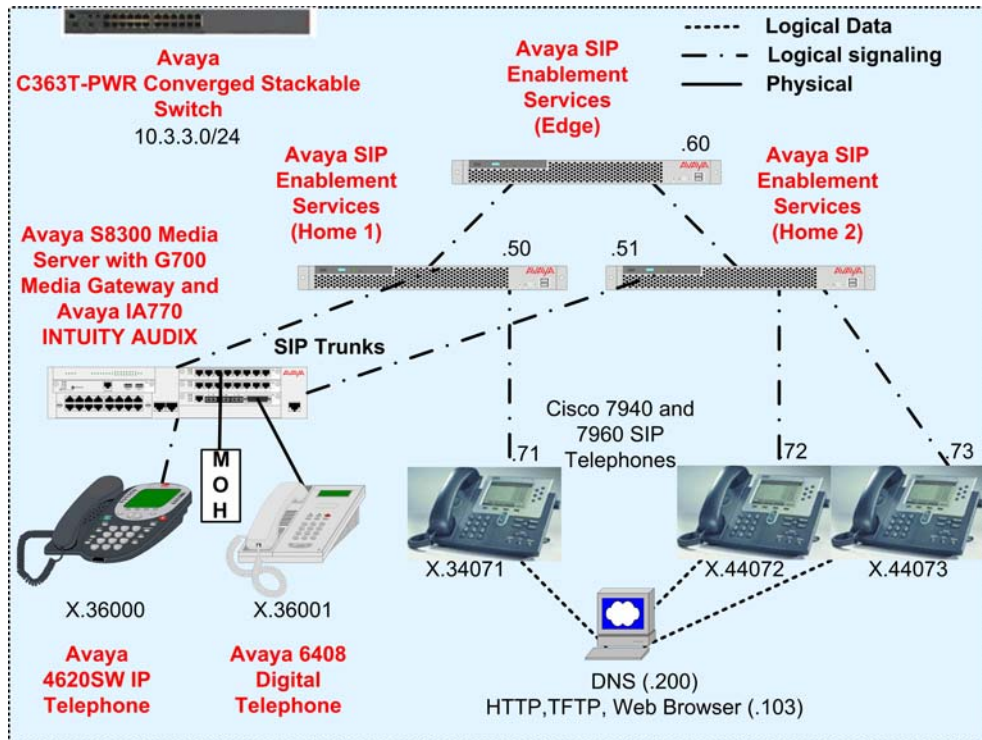 Avaya
C363T-PWR Converged Stackable
Switch
10.3.3.0/24
Avaya SIP
Enablement
Services
(Edge)
Logical Data
Logical signaling
Physical
.60
AVAYA
Avaya SIP
Enablement
Services
(Home 1)
Avaya SIP
Enablement
Services
(Home 2)
.50
AVAYA
.51
AVAYA
Avaya S8300 Media
Server with G700
Media Gateway and
Avaya IA770
INTUITY AUDIX
SIP Trunks
AVAYA
Cisco 7940 and
7960 SIP
Telephones
.71
.72
.73
M
O
H
X.36000
X.36001
X.34071
X.44072
X.44073
Avaya
4620SW IP
Telephone
Avaya 6408
Digital
Telephone
DNS (.200)
HTTP,TFTP, Web Browser (.103)